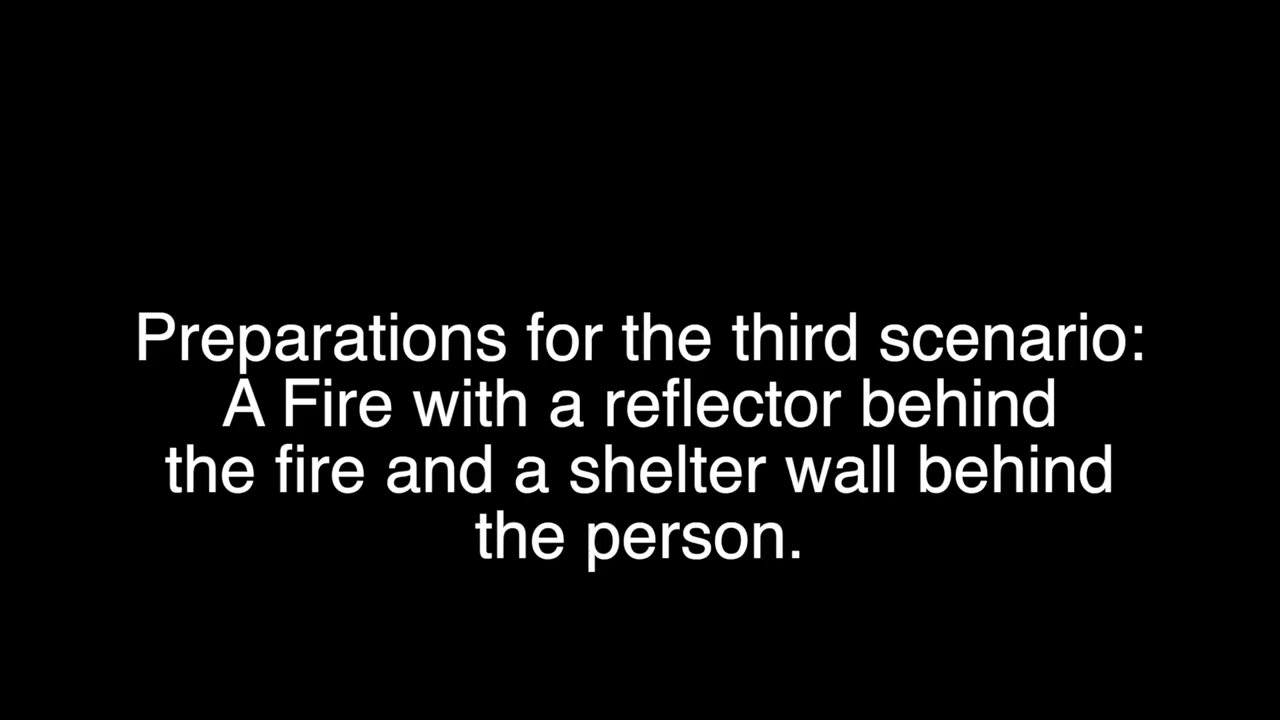 Preparations for the third scenario:
A Fire with a reflector behind
the fire and a shelter wall behind
the person.